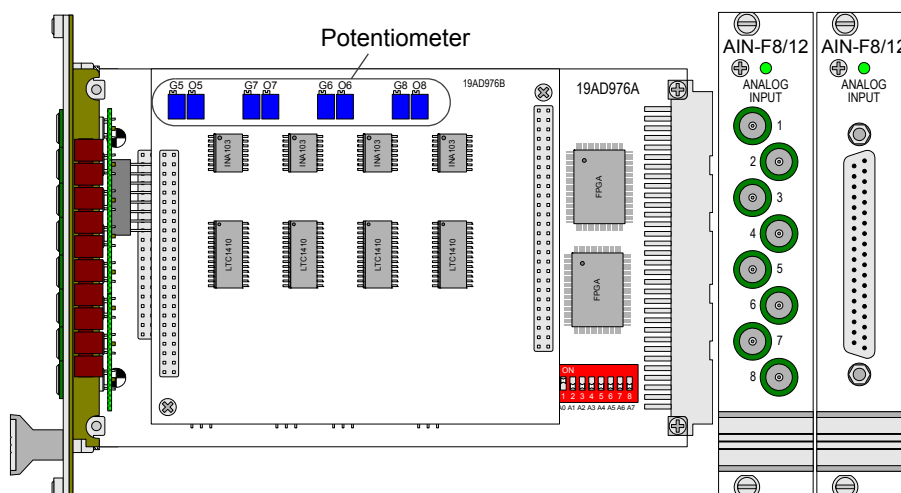 Potentiometer
G5 O5 G7 O7 G6 O6 G8 O8
19AD976B
19AD976A
INA103 INA103 INA103 INA103
LTC1410 LTC1410 LTC1410 LTC1410
FPGA
FPGA
ON
1 2 3 4 5 6 7 8
A0 A1 A2 A3 A4 A5 A6 A7
AIN-F8/12
ANALOG
INPUT
1
2
3
4
5
6
7
8
AIN-F8/12
ANALOG
INPUT